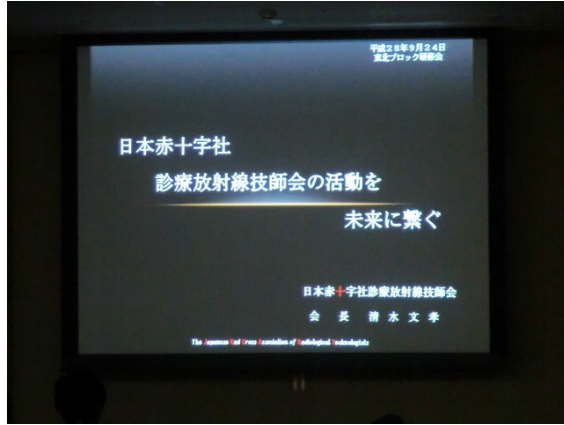 平成28年9月24日
東北ブロック研修会
日本赤十字社
診療放射線技師会の活動を
未来に繋ぐ
日本赤十字社診療放射線技師会
会　長　清　水　文　孝
The Japanese Red Cross Association of Radiological Technologists